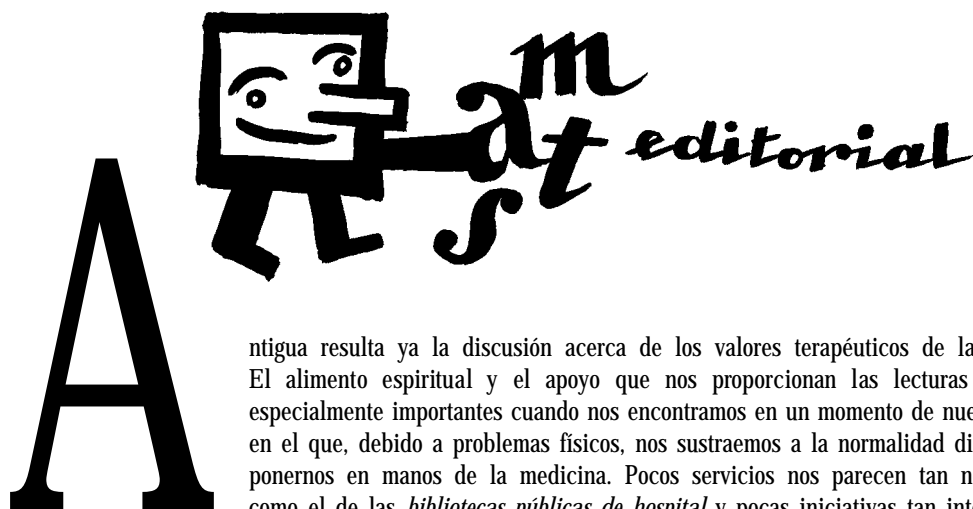 m
a
t
s
editorial
Antigua resulta ya la discusión acerca de los valores terapéuticos de la
El alimento espiritual y el apoyo que nos proporcionan las lecturas
especialmente importantes cuando nos encontramos en un momento de nue
en el que, debido a problemas físicos, nos sustraemos a la normalidad di
ponernos en manos de la medicina. Pocos servicios nos parecen tan n
como el de las bibliotecas públicas de hospital y pocas iniciativas tan int